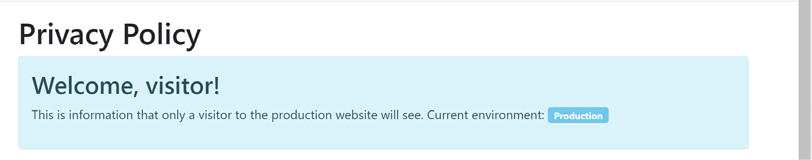 Privacy Policy
Welcome, visitor!
This is information that only a visitor to the production website will see. Current environment: Production